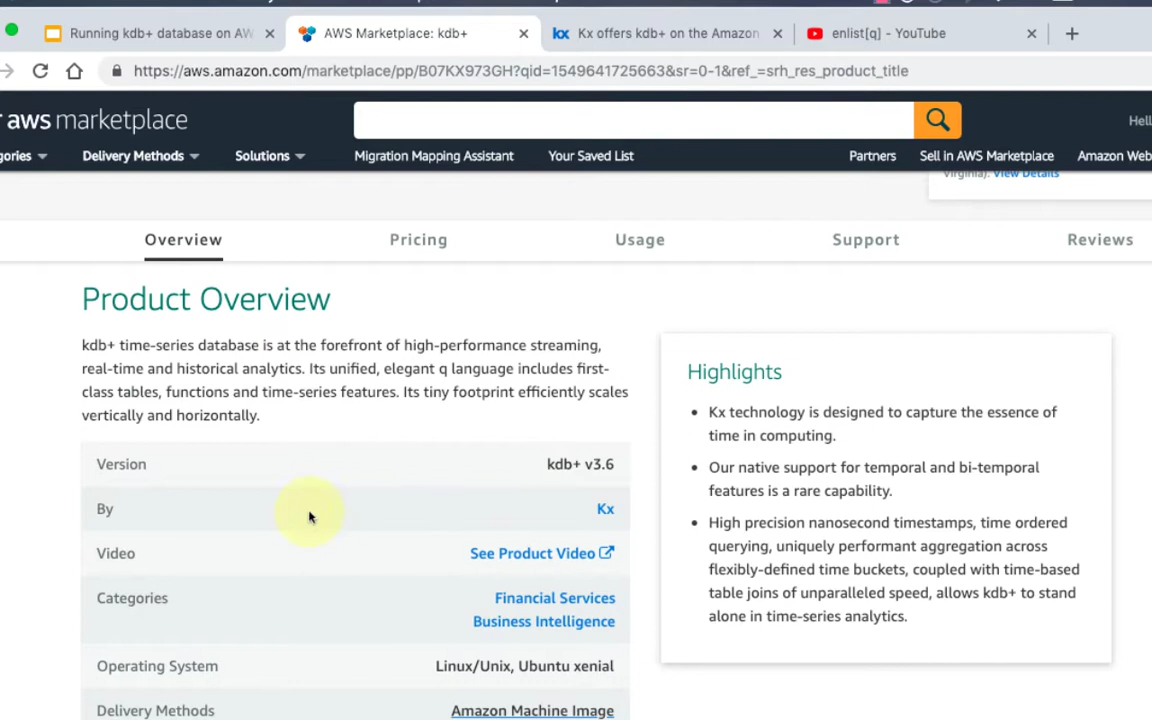 Running kdb+ database on AW
AWS Marketplace: kdb+
Kx offers kdb+ on the Amazon
enlist[q] - YouTube
https://aws.amazon.com/marketplace/pp/B07KX973GH?qid=1549641725663&sr=0-1&ref_=srh_res_product_title
aws marketplace
Hell
gories
Delivery Methods
Solutions
Migration Mapping Assistant
Your Saved List
Partners
Sell in AWS Marketplace
Amazon Web
Virginia). View Details
Overview
Pricing
Usage
Support
Reviews
Product Overview
kdb+ time-series database is at the forefront of high-performance streaming,
real-time and historical analytics. Its unified, elegant q language includes first-
class tables, functions and time-series features. Its tiny footprint efficiently scales
vertically and horizontally.
Version
kdb+ v3.6
By
Kx
Video
See Product Video
Categories
Financial Services
Business Intelligence
Operating System
Linux/Unix, Ubuntu xenial
Delivery Methods
Amazon Machine Image
Highlights
Kx technology is designed to capture the essence of
time in computing.
Our native support for temporal and bi-temporal
features is a rare capability.
High precision nanosecond timestamps, time ordered
querying, uniquely performant aggregation across
flexibly-defined time buckets, coupled with time-based
table joins of unparalleled speed, allows kdb+ to stand
alone in time-series analytics.